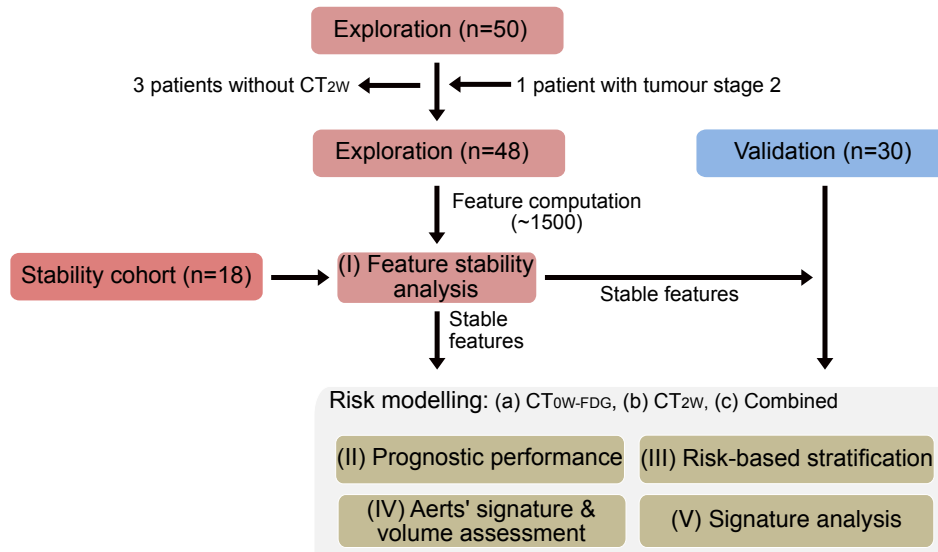 Exploration (n=50)
3 patients without CT2W
1 patient with tumour stage 2
Exploration (n=48)
Validation (n=30)
Feature computation
(~1500)
Stability cohort (n=18)
(I) Feature stability
analysis
Stable features
Stable
features
Risk modelling: (a) CT0W-FDG, (b) CT2W, (c) Combined
(II) Prognostic performance
(III) Risk-based stratification
(IV) Aerts' signature &
volume assessment
(V) Signature analysis